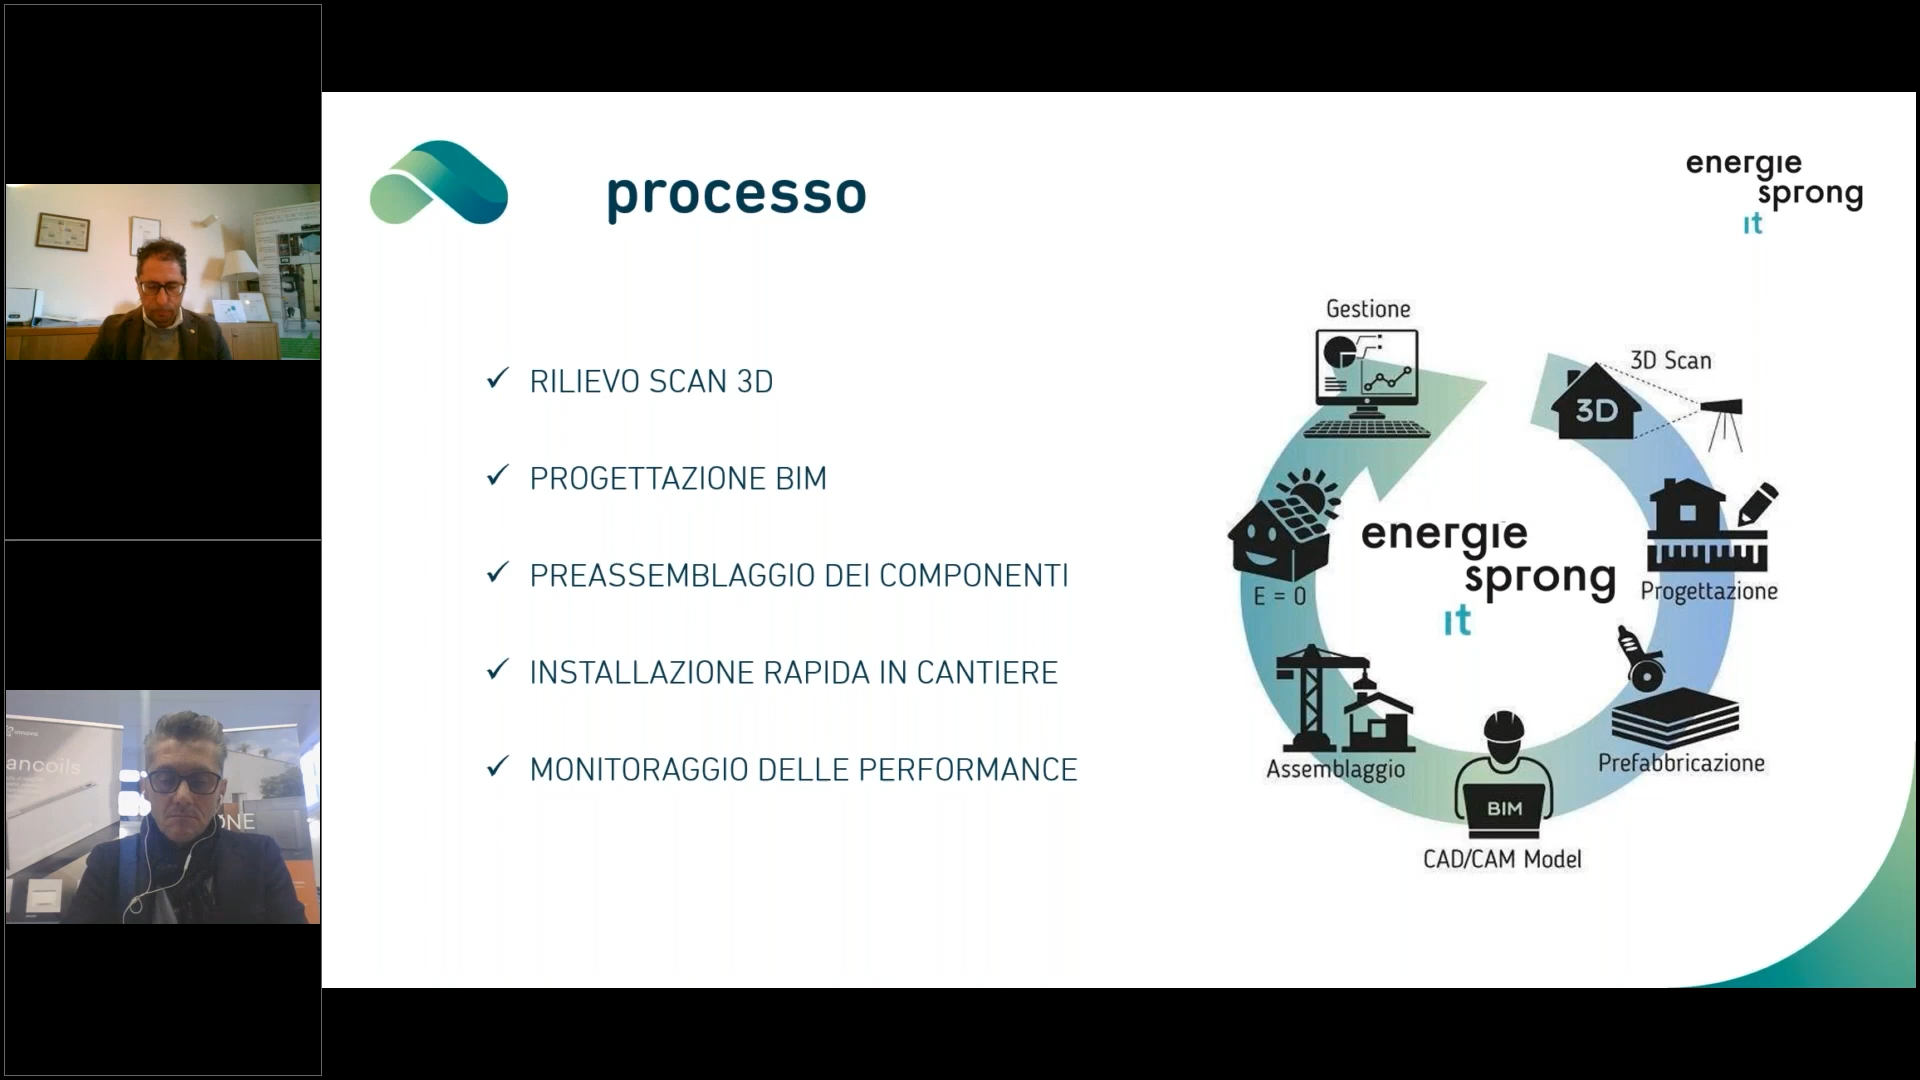 processo
energie
sprong
it
RILIEVO SCAN 3D
PROGETTAZIONE BIM
PREASSEMBLAGGIO DEI COMPONENTI
INSTALLAZIONE RAPIDA IN CANTIERE
MONITORAGGIO DELLE PERFORMANCE
Gestione
3D Scan
3D
Progettazione
Prefabbricazione
BIM
CAD/CAM Model
Assemblaggio
E = 0
energie
sprong
it
innova
ancoils
ONE